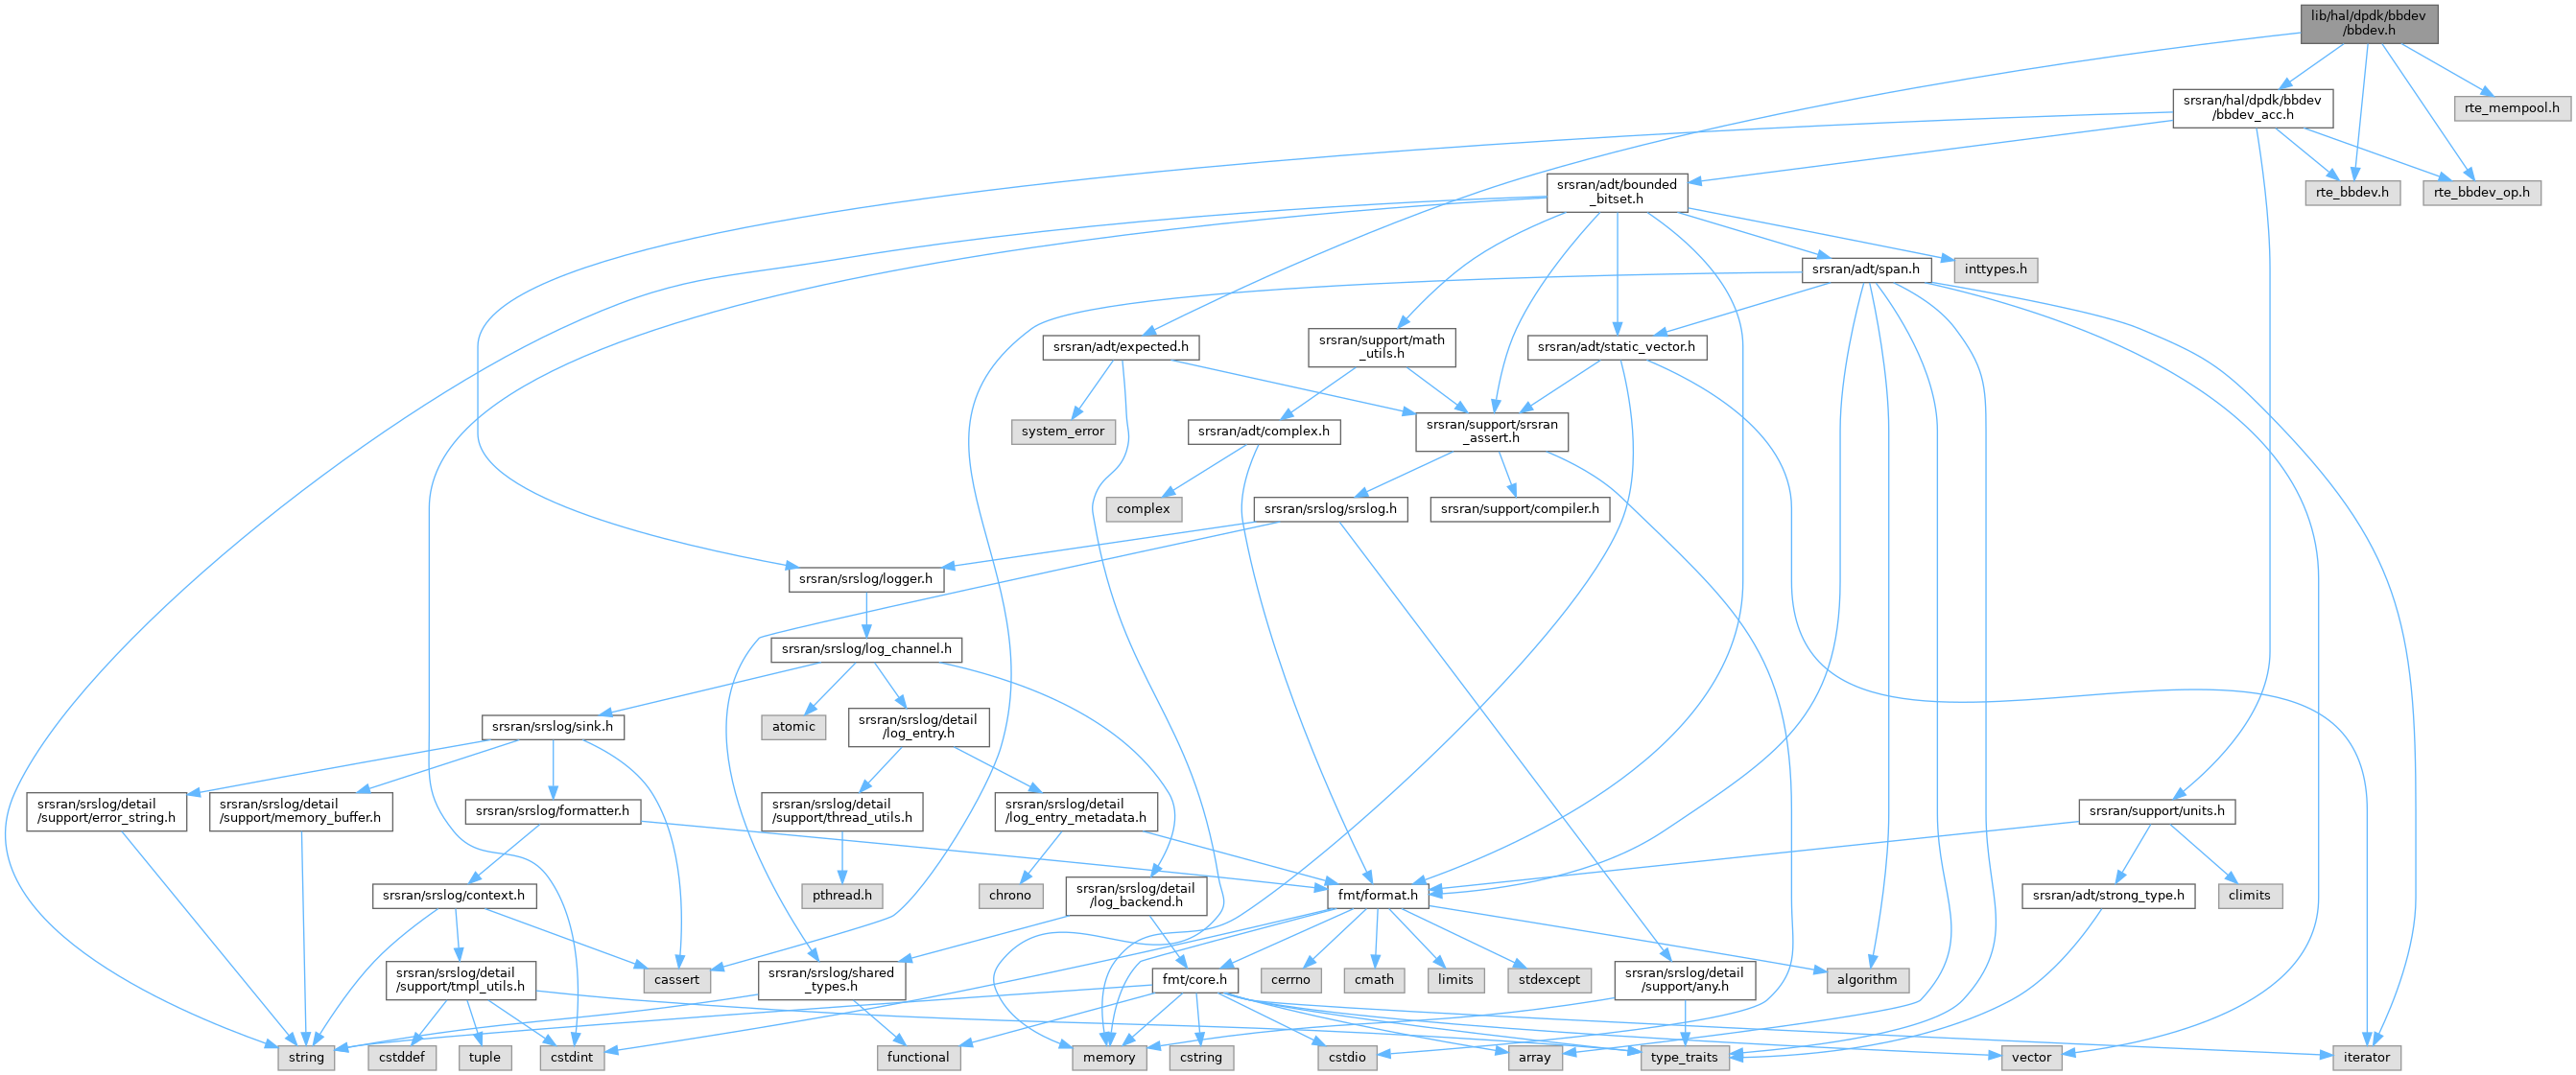 lib/hal/dpdk/bbdev
/bbdev.h
srsran/hal/dpdk/bbdev
/bbdev_acc.h
rte_mempool.h
srsran/adt/bounded
_bitset.h
rte_bbdev.h
rte_bbdev_op.h
srsran/adt/span.h
inttypes.h
srsran/adt/expected.h
srsran/support/math
_utils.h
srsran/adt/static_vector.h
system_error
srsran/adt/complex.h
srsran/support/srsran
_assert.h
complex
srsran/srslog/srslog.h
srsran/support/compiler.h
srsran/srslog/logger.h
srsran/srslog/log_channel.h
srsran/srslog/sink.h
atomic
srsran/srslog/detail
/log_entry.h
srsran/srslog/detail
/support/error_string.h
srsran/srslog/detail
/support/memory_buffer.h
srsran/srslog/formatter.h
srsran/srslog/detail
/support/thread_utils.h
srsran/srslog/detail
/log_entry_metadata.h
srsran/support/units.h
srsran/srslog/context.h
pthread.h
chrono
srsran/srslog/detail
/log_backend.h
fmt/format.h
srsran/adt/strong_type.h
climits
srsran/srslog/detail
/support/tmpl_utils.h
cassert
srsran/srslog/shared
_types.h
fmt/core.h
cerrno
cmath
limits
stdexcept
srsran/srslog/detail
/support/any.h
algorithm
string
cstddef
tuple
cstdint
functional
memory
cstring
cstdio
array
type_traits
vector
iterator